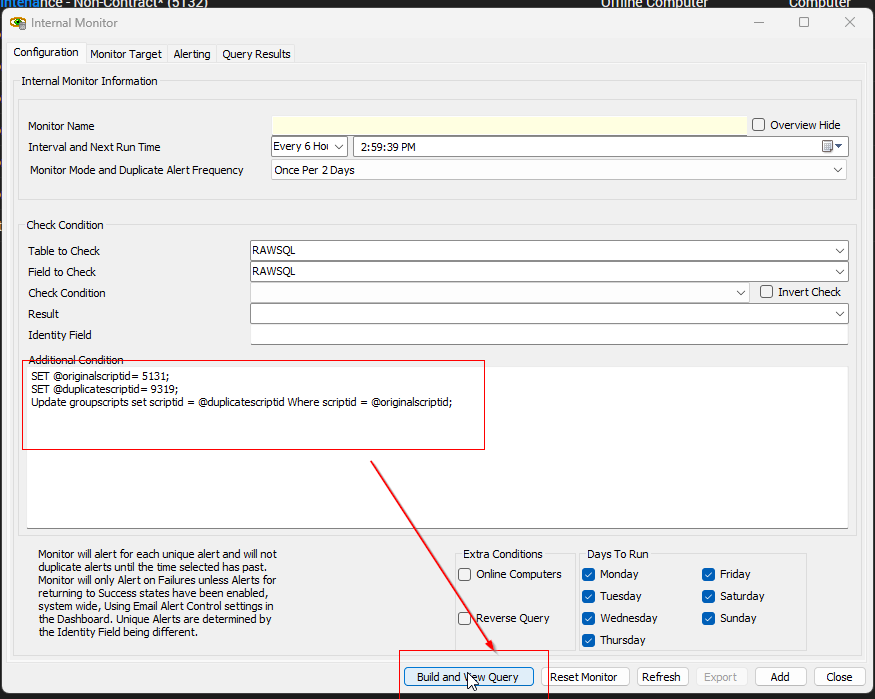 intenance - Non-Contract* (5132) Offline Computer Computer
Internal Monitor
Configuration Monitor Target Alerting Query Results
Internal Monitor Information
Monitor Name Overview Hide
Interval and Next Run Time Every 6 Hou 2:59:39 PM
Monitor Mode and Duplicate Alert Frequency Once Per 2 Days
Check Condition
Table to Check RAWSQL
Field to Check RAWSQL
Check Condition Invert Check
Result
Identity Field
Additional Condition
SET @originalscriptid= 5131;
SET @duplicatescriptid= 9319;
Update groupscripts set scriptid = @duplicatescriptid Where scriptid = @originalscriptid;
Monitor will alert for each unique alert and will not
duplicate alerts until the time selected has past.
Monitor will only Alert on Failures unless Alerts for
returning to Success states have been enabled,
system wide, Using Email Alert Control settings in
the Dashboard. Unique Alerts are determined by
the Identity Field being different.
Extra Conditions
Online Computers
Reverse Query
Days To Run
Monday Friday
Tuesday Saturday
Wednesday Sunday
Thursday
Build and View Query Reset Monitor Refresh Export Add Close